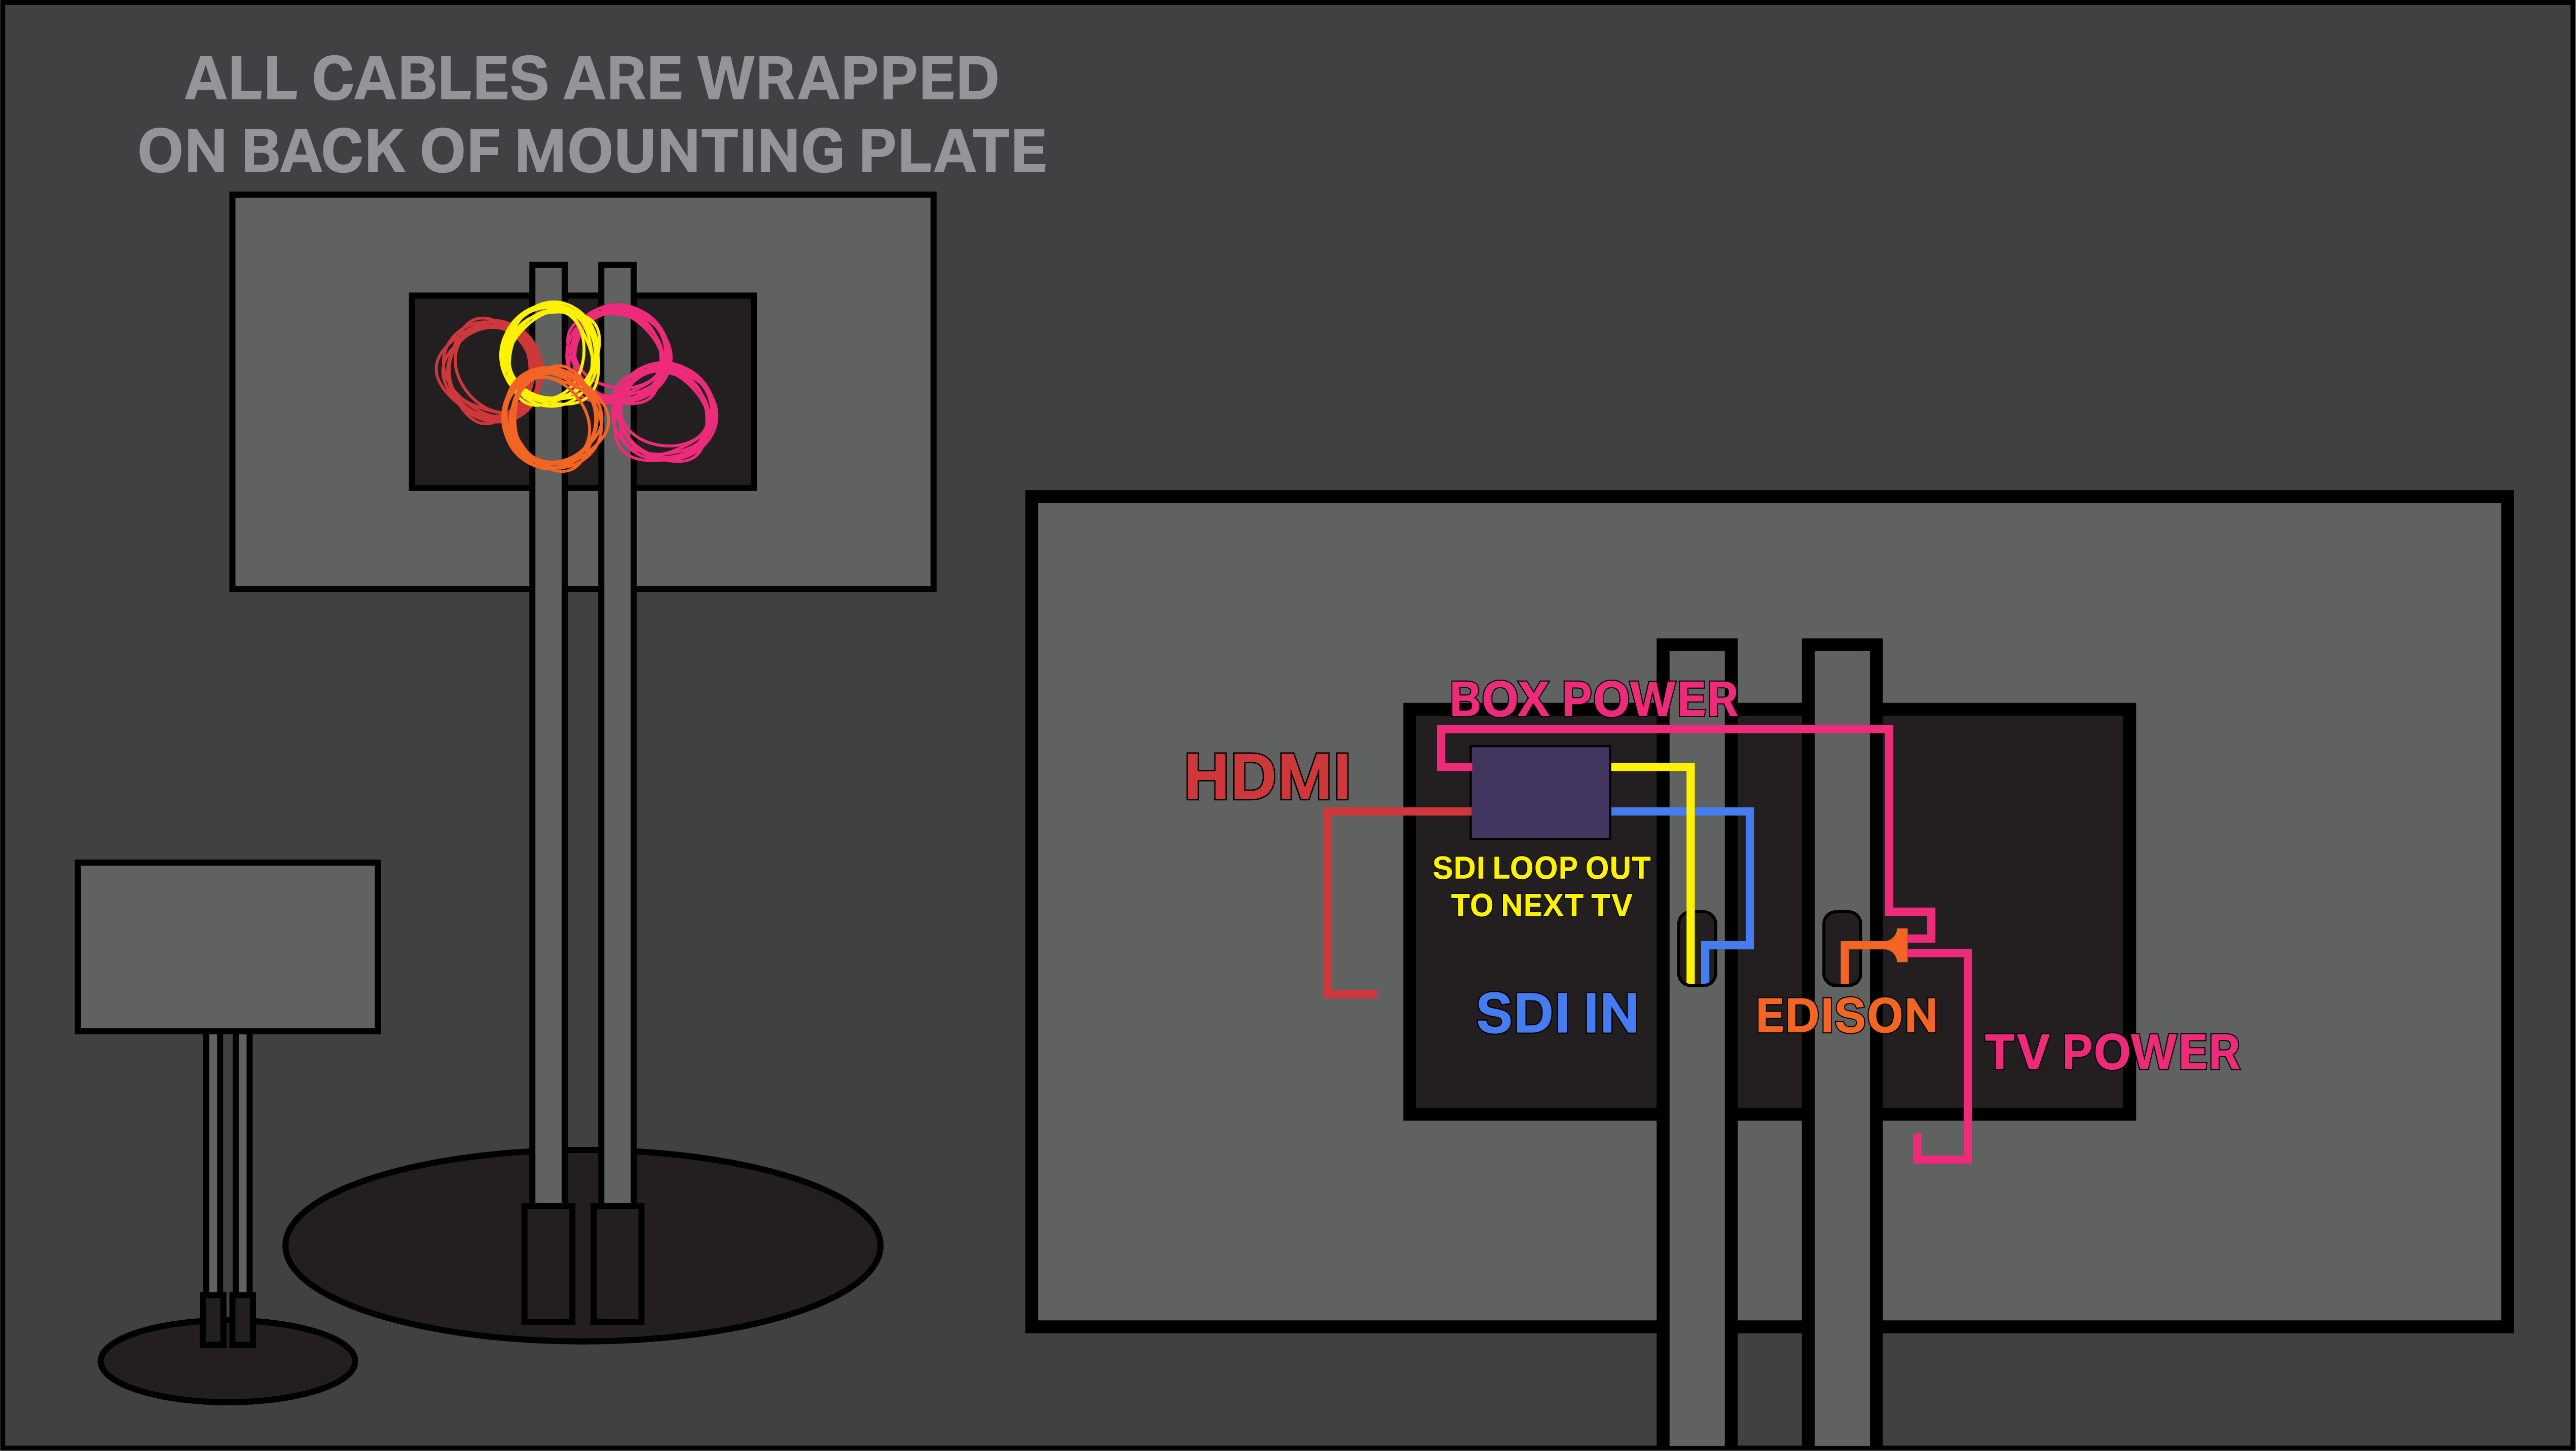 ALL CABLES ARE WRAPPED
ON BACK OF MOUNTING PLATE
BOX POWER
HDMI
SDI LOOP OUT
TO NEXT TV
SDI IN
EDISON
TV POWER